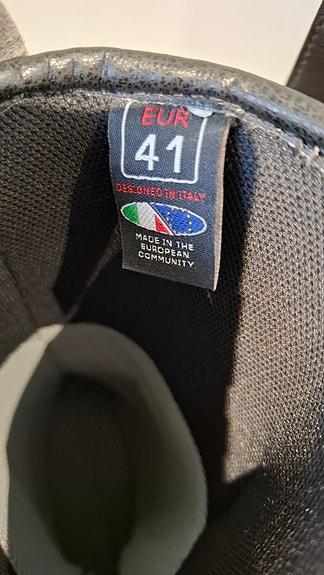 EUR
41
DESIGNED IN ITALY
MADE IN THE
EUROPEAN
COMMUNITY